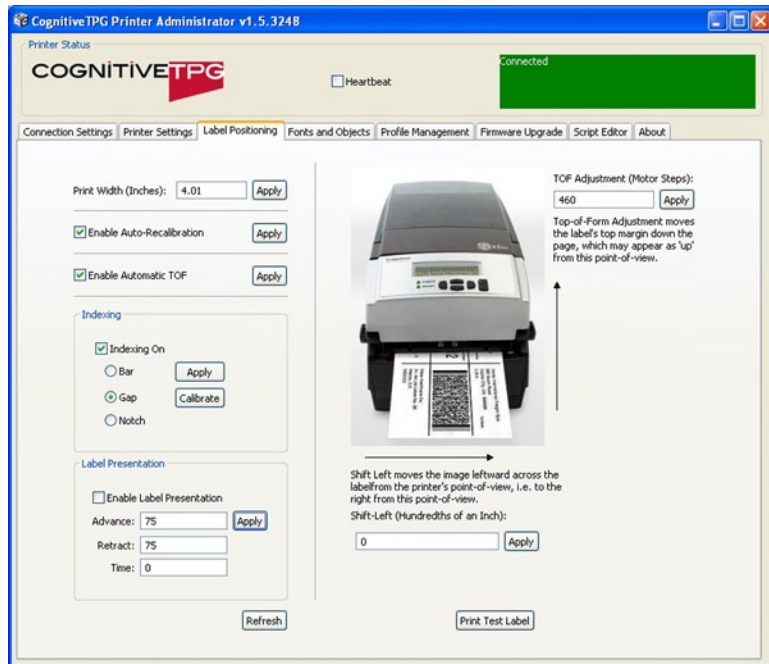 CognitiveTPG Printer Administrator v1.5.3248
Printer Status
COGNITIVETPG
Heartbeat
Connected
Connection Settings
Printer Settings
Label Positioning
Fonts and Objects
Profile Management
Firmware Upgrade
Script Editor
About
Print Width (Inches): 4.01 Apply
Enable Auto-Recalibration Apply
Enable Automatic TOF Apply
Indexing
Indexing On
Bar Apply
Gap Calibrate
Notch
Label Presentation
Enable Label Presentation
Advance: 75 Apply
Retract: 75
Time: 0
Refresh
TOF Adjustment (Motor Steps):
460 Apply
Top-of-Form Adjustment moves
the label's top margin down the
page, which may appear as 'up'
from this point-of-view.
Shift Left moves the image leftward across the
labelfrom the printer's point-of-view, i.e. to the
right from this point-of-view.
Shift-Left (Hundredths of an Inch):
0 Apply
Print Test Label